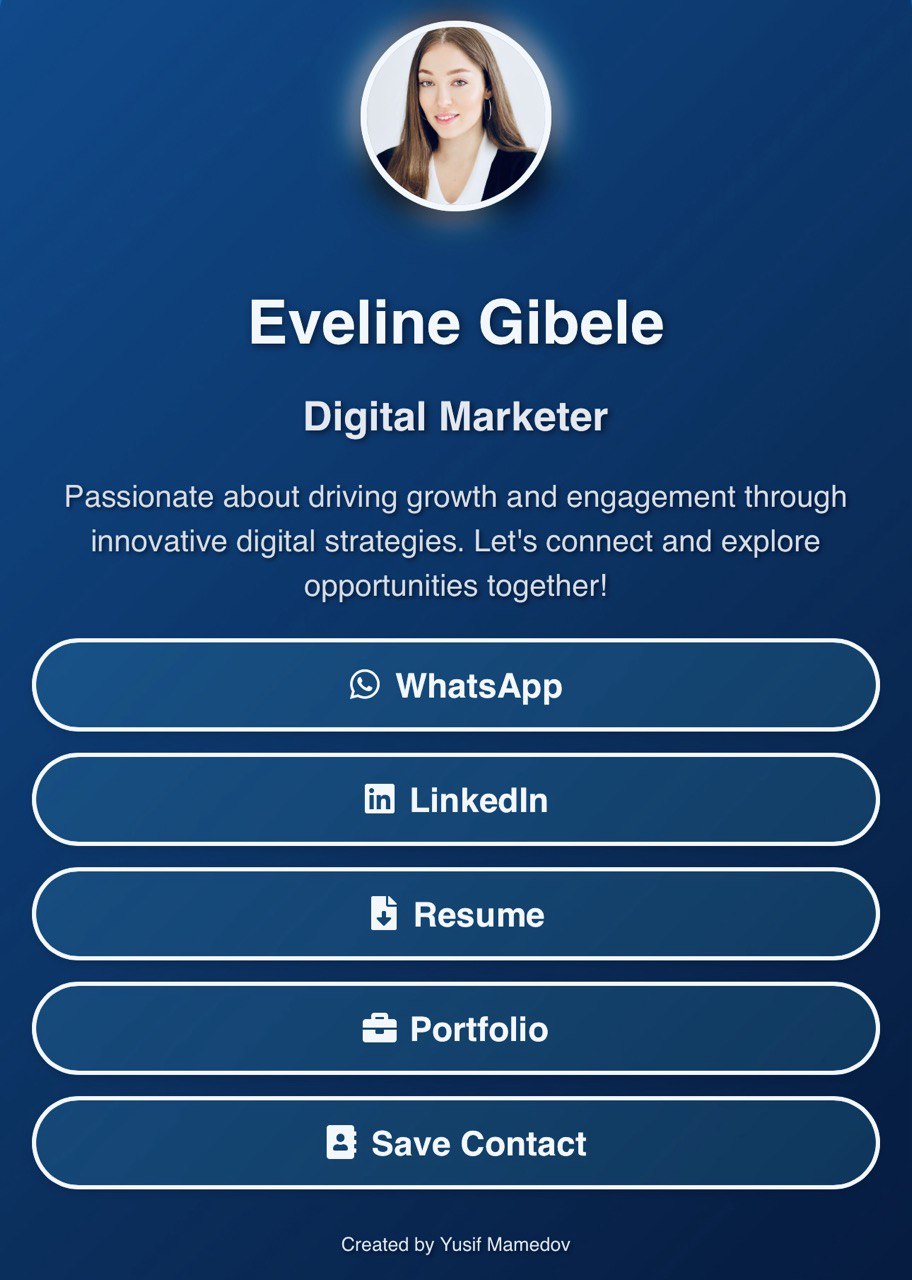 Eveline Gibele
Digital Marketer
Passionate about driving growth and engagement through
innovative digital strategies. Let's connect and explore
opportunities together!
WhatsApp
in LinkedIn
Resume
Portfolio
Save Contact
Created by Yusif Mamedov